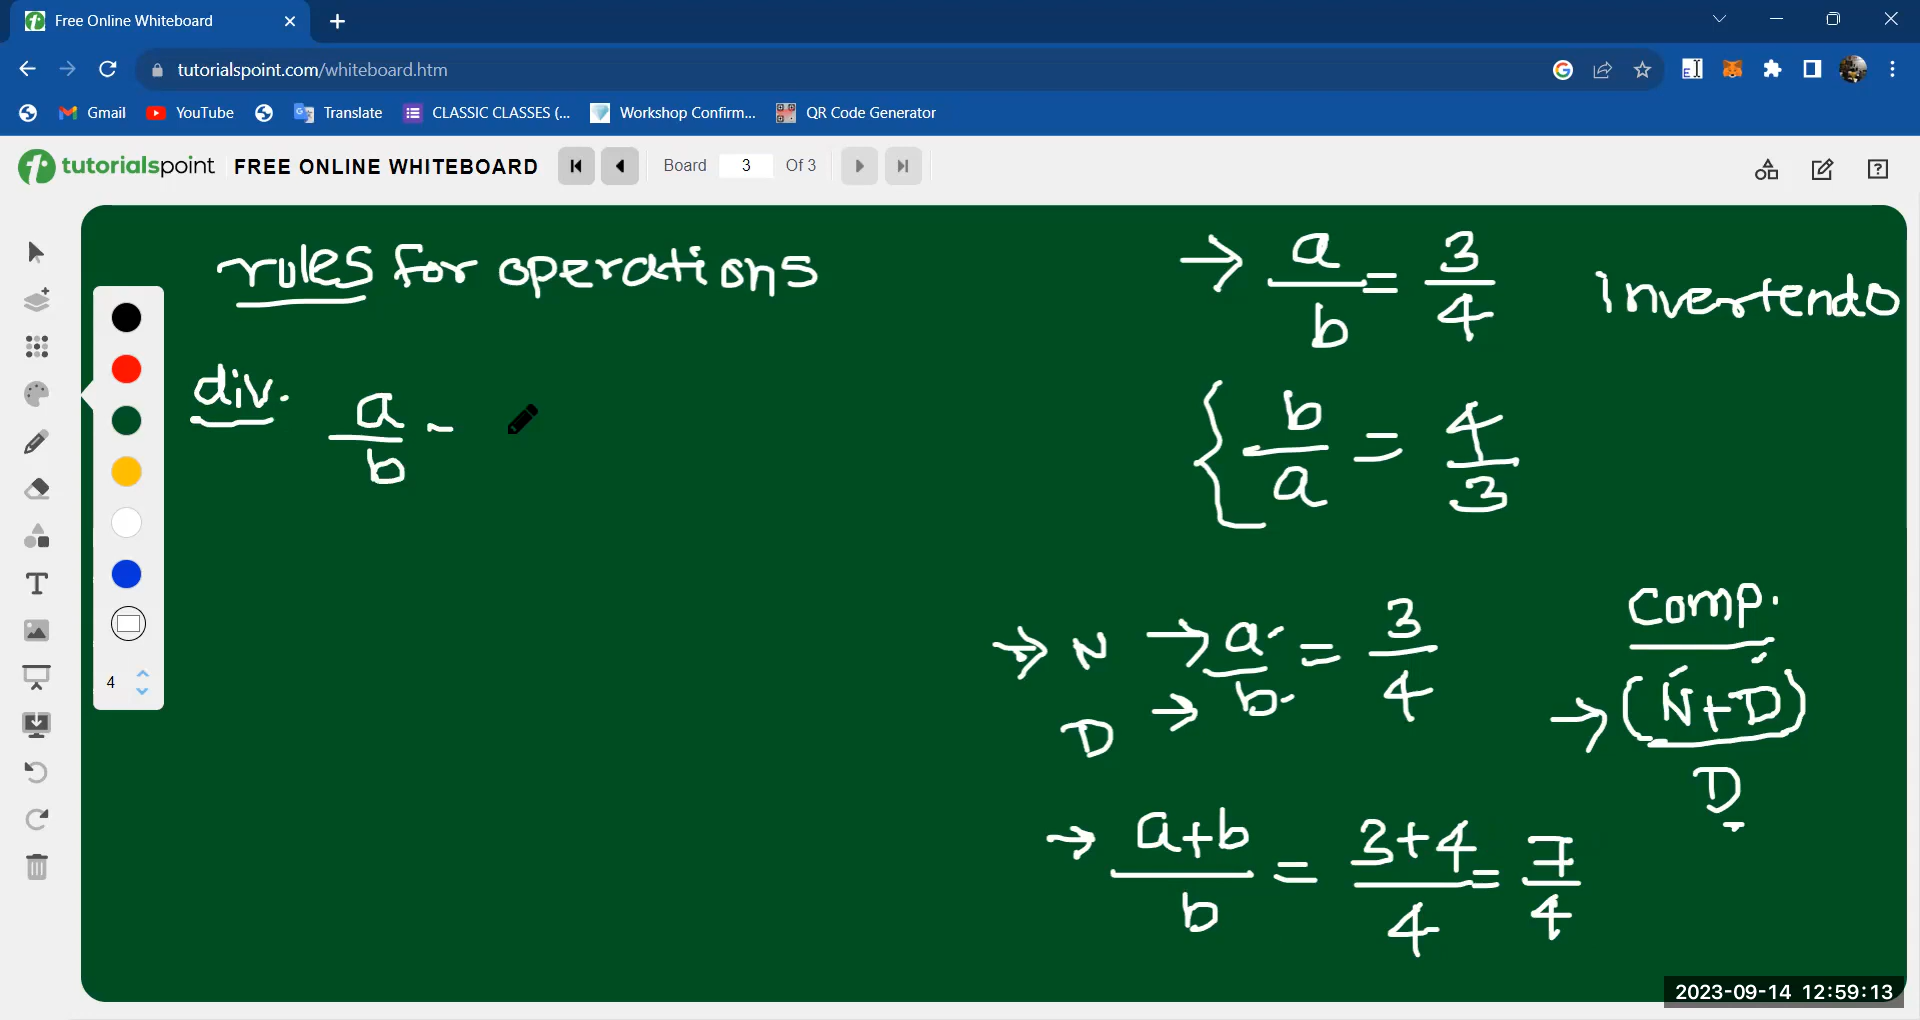 Free Online Whiteboard
tutorialspoint.com/whiteboard.htm
Gmail YouTube Translate CLASSIC CLASSES (... Workshop Confirm... QR Code Generator
tutorialspoint FREE ONLINE WHITEBOARD Board 3 Of 3
rules for operations
div. a/b -
4
→ a/b = 3/4 invertendo
{ b/a = 4/3
→ N → a = 3
D → b 4
comp.
→ (N+D)
D
→ a+b/b = 3+4/4 = 7/4
2023-09-14 12:59:13